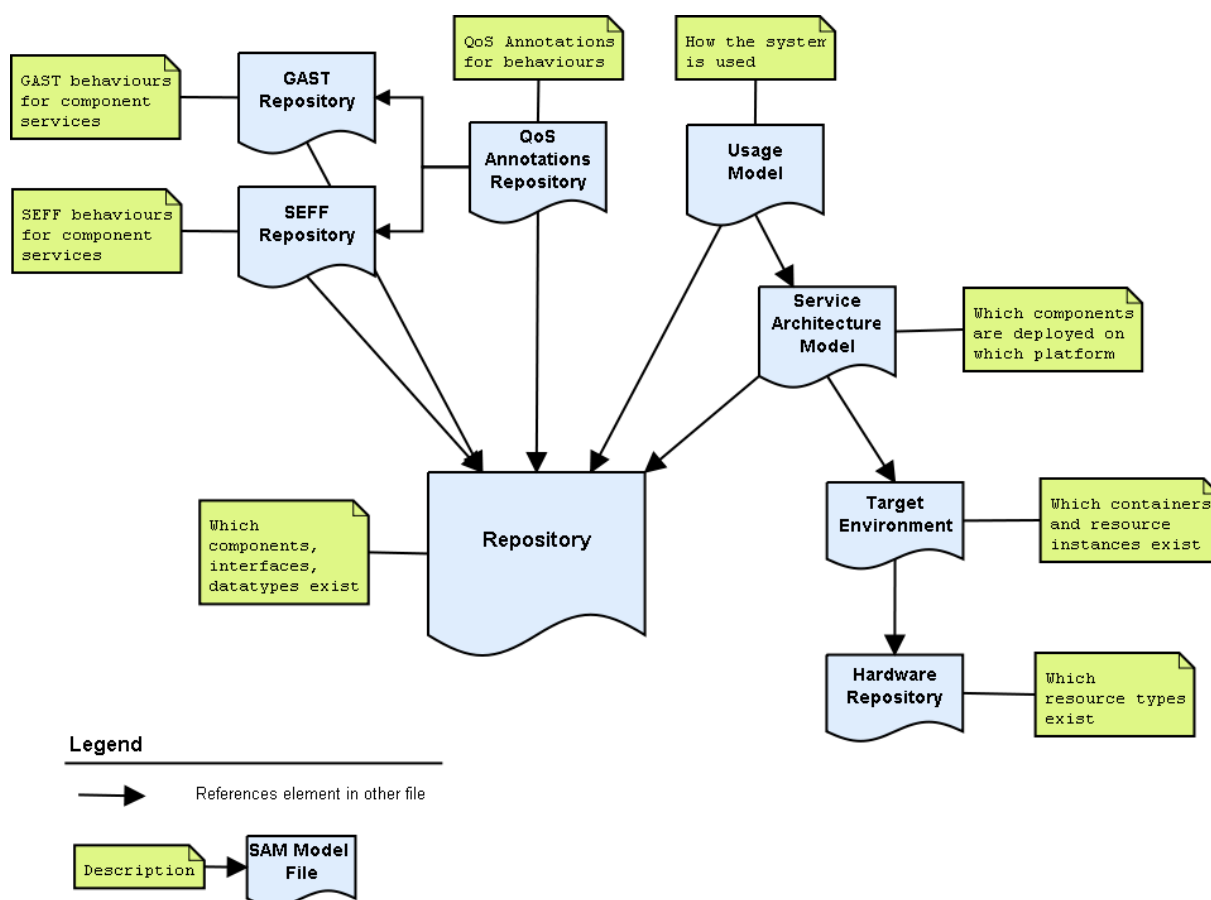 QoS Annotations
for behaviours
How the system
is used
GAST behaviours
for component
services
GAST
Repository
QoS
Annotations
Repository
Usage
Model
SEFF behaviours
for component
services
SEFF
Repository
Service
Architecture
Model
Which components
are deployed on
which platform
Which
components,
interfaces,
datatypes exist
Repository
Target
Environment
Which containers
and resource
instances exist
Hardware
Repository
Which
resource types
exist
Legend
References element in other file
Description
SAM Model
File